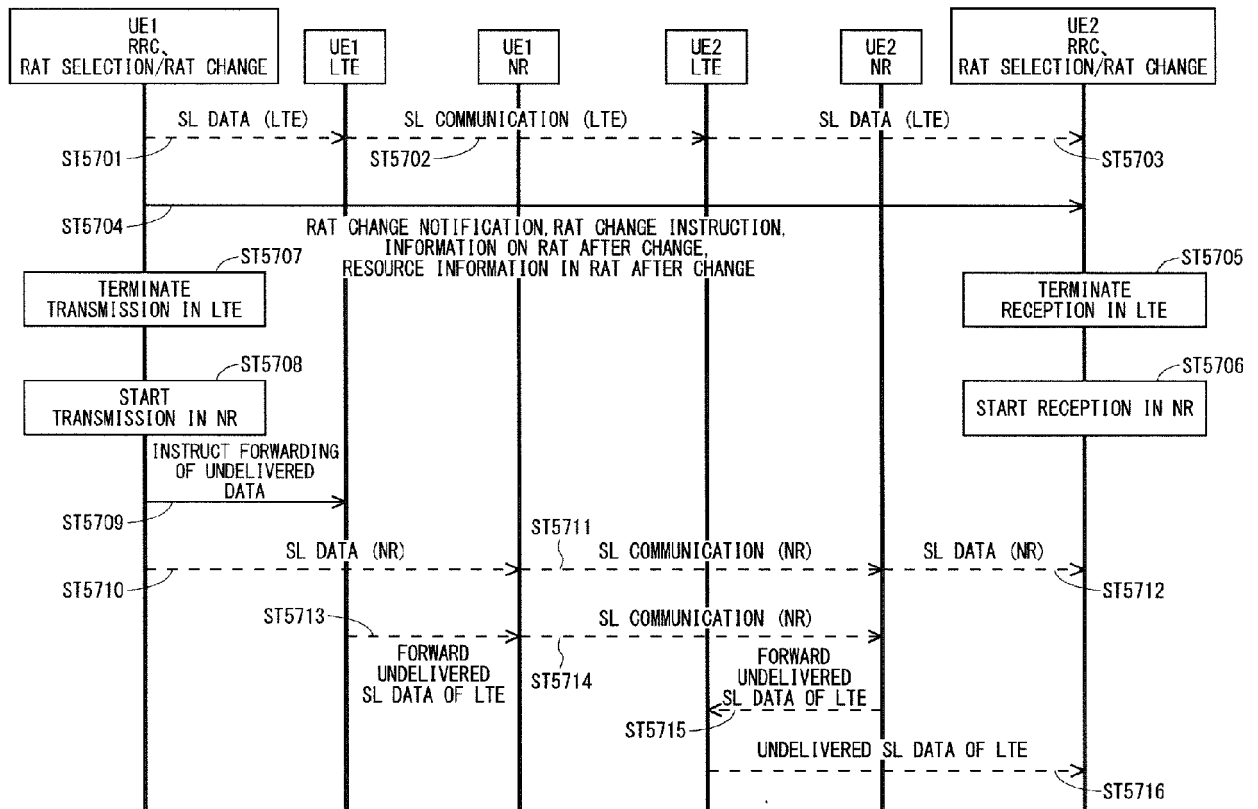 UE1
RRC、
RAT SELECTION/RAT CHANGE
UE1
LTE
UE1
NR
UE2
LTE
UE2
NR
UE2
RRC、
RAT SELECTION/RAT CHANGE
SL DATA (LTE)
SL COMMUNICATION (LTE)
SL DATA (LTE)
ST5701
ST5702
ST5703
ST5704
RAT CHANGE NOTIFICATION, RAT CHANGE INSTRUCTION,
INFORMATION ON RAT AFTER CHANGE,
RESOURCE INFORMATION IN RAT AFTER CHANGE
ST5707
TERMINATE
TRANSMISSION IN LTE
ST5705
TERMINATE
RECEPTION IN LTE
ST5708
START
TRANSMISSION IN NR
ST5706
START RECEPTION IN NR
INSTRUCT FORWARDING
OF UNDELIVERED
DATA
ST5709
SL DATA (NR)
ST5711
SL COMMUNICATION (NR)
SL DATA (NR)
ST5710
ST5712
ST5713
SL COMMUNICATION (NR)
FORWARD
UNDELIVERED
SL DATA OF LTE
ST5714
FORWARD
UNDELIVERED
SL DATA OF LTE
ST5715
UNDELIVERED SL DATA OF LTE
ST5716